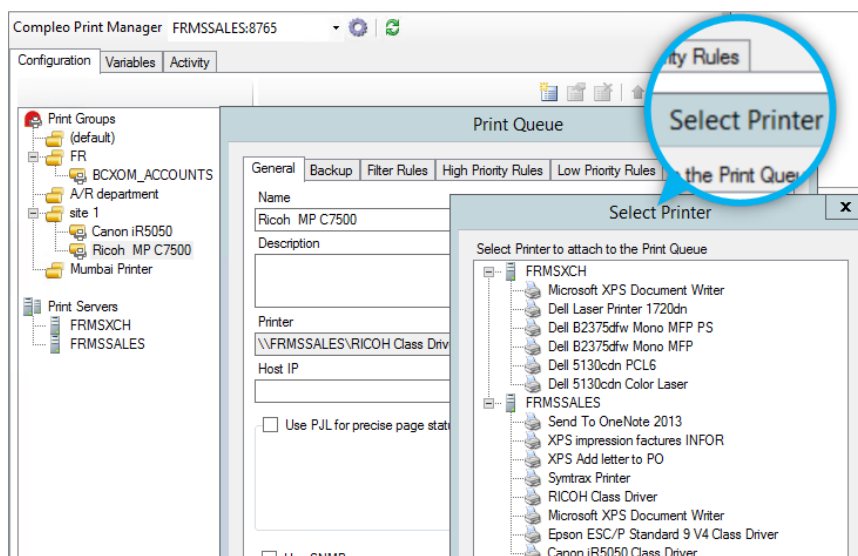 Compleo Print Manager FRMSSALES:8765
Configuration Variables Activity
ity Rules
Select Printer
the Print Queu
Print Groups
(default)
FR
BCXOM_ACCOUNTS
A/R department
site 1
Canon iR5050
Ricoh MP C7500
Mumbai Printer
Print Servers
FRMSXCH
FRMSSALES
Print Queue
General Backup Filter Rules High Priority Rules Low Priority Rules
Name
Ricoh MP C7500
Description
Printer
\\FRMSSALES\RICOH Class Driv
Host IP
Use PJL for precise page stat
Select Printer x
Select Printer to attach to the Print Queue
FRMSXCH
Microsoft XPS Document Writer
Dell Laser Printer 1720dn
Dell B2375dfw Mono MFP PS
Dell B2375dfw Mono MFP
Dell 5130cdn PCL6
Dell 5130cdn Color Laser
FRMSSALES
Send To OneNote 2013
XPS impression factures INFOR
XPS Add letter to PO
Symtrax Printer
RICOH Class Driver
Microsoft XPS Document Writer
Epson ESC/P Standard 9 V4 Class Driver
Canon iR5050 Class Driver